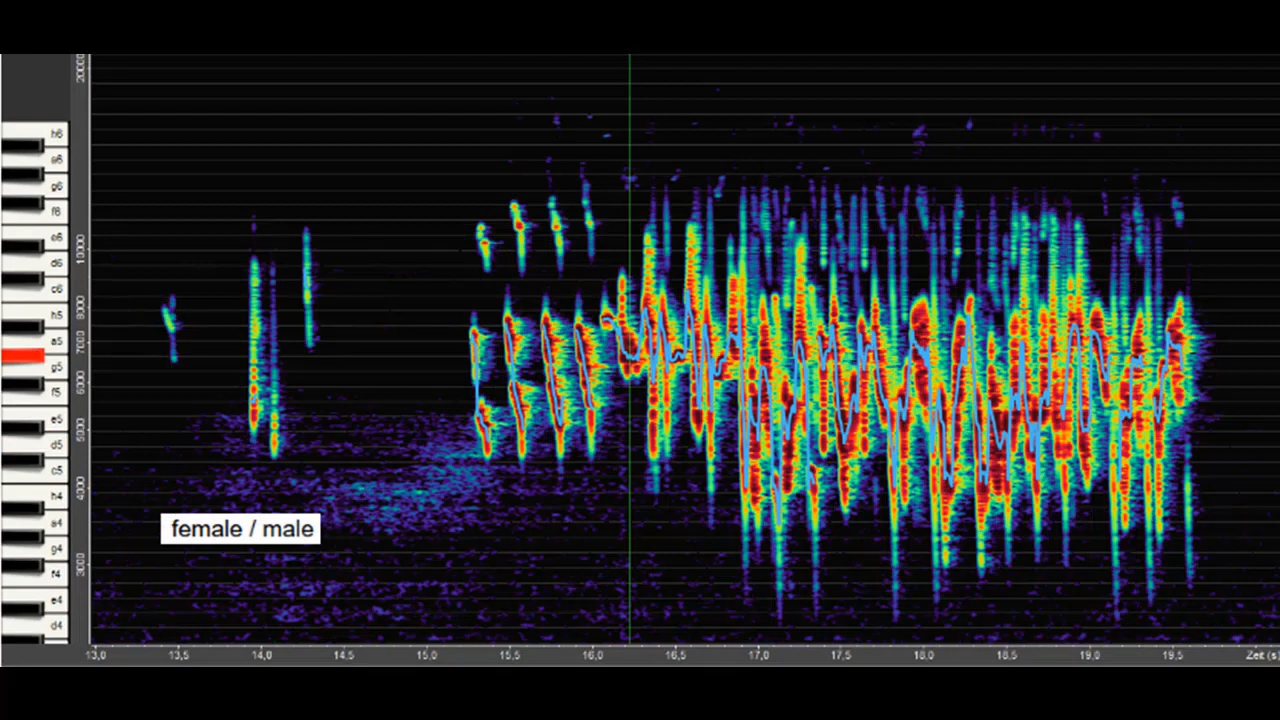 20000
h6
a6
g6
f6
e6
10000
d6
c6
8000
h5
7000
a5
g5
6000
f5
e5
5000
d5
c5
4000
h4
a4
female / male
g4
3000
f4
e4
d4
13,0 13,5 14,0 14,5 15,0 15,5 16,0 16,5 17,0 17,5 18,0 18,5 19,0 19,5 Zeit (s